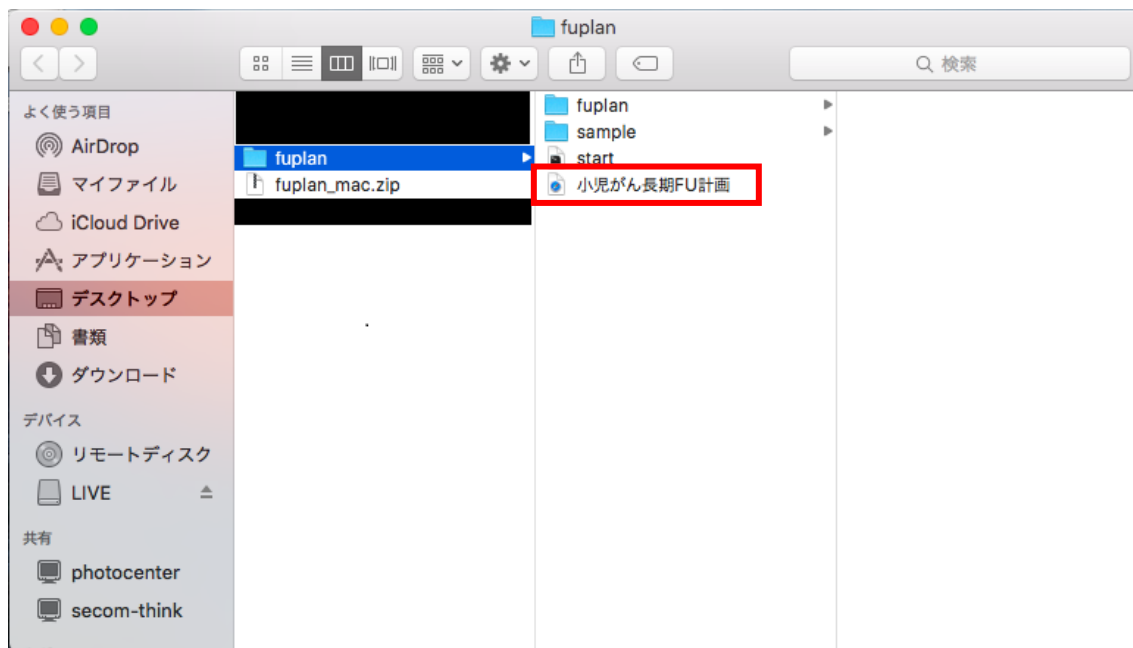 fuplan
検索
よく使う項目
AirDrop
マイファイル
iCloud Drive
アプリケーション
デスクトップ
書類
ダウンロード
デバイス
リモートディスク
LIVE
共有
photocenter
secom-think
fuplan
fuplan_mac.zip
fuplan
sample
start
小児がん長期FU計画